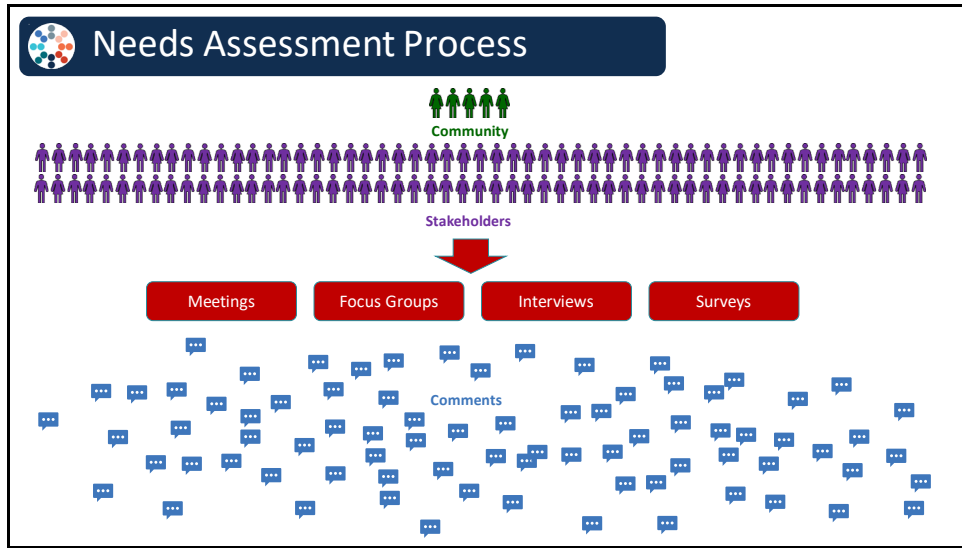 Needs Assessment Process
Community
Stakeholders
Meetings
Focus Groups
Interviews
Surveys
Comments